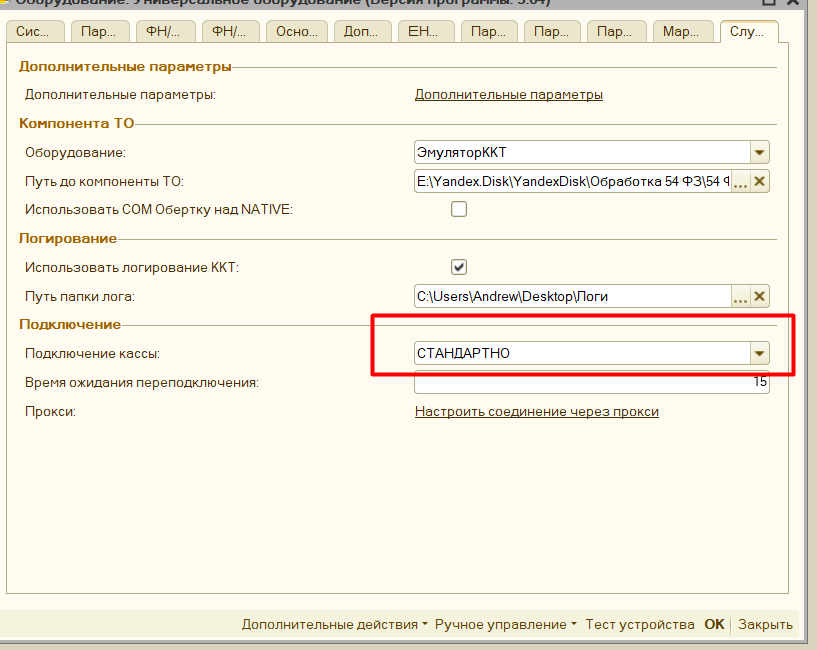 Оборудование: Универсальное оборудование (Версия программы: 5.04)
Сис... Пар... ФН/... ФН/... Осно... Доп... ЕН... Пар... Пар... Пар... Мар... Слу...
Дополнительные параметры
Дополнительные параметры: Дополнительные параметры
Компонента ТО
Оборудование: ЭмуляторККТ
Путь до компоненты ТО: E:\Yandex.Disk\YandexDisk\Обработка 54 ФЗ\54 Ф ...
Использовать COM Обертку над NATIVE:
Логирование
Использовать логирование ККТ:
Путь папки лога: C:\Users\Andrew\Desktop\Логи ...
Подключение
Подключение кассы: СТАНДАРТНО
Время ожидания переподключения: 15
Прокси: Настроить соединение через прокси
Дополнительные действия Ручное управление Тест устройства ОК Закрыть